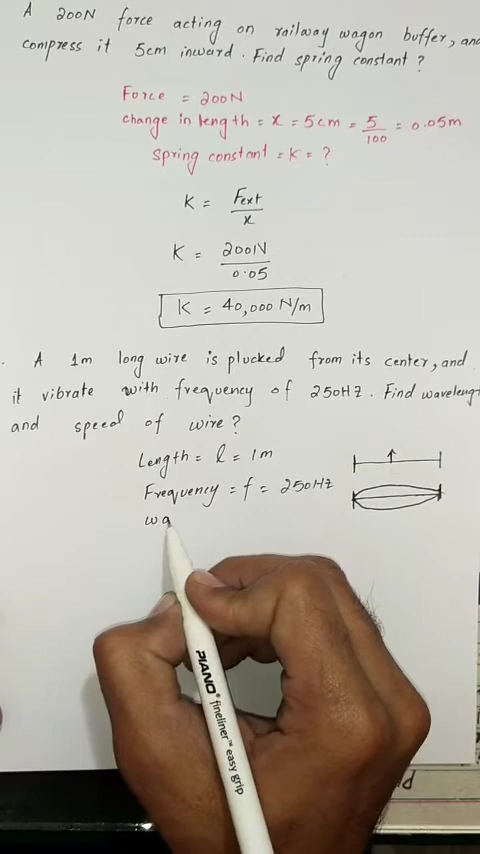 A 200N force acting on railway wagon buffer, and
compress it 5cm inward. Find spring constant?
Force = 200N
change in length = x = 5cm = 5/100 = 0.05m
Spring constant = K = ?
K = Fext/x
K = 200N/0.05
K = 40,000 N/m
. A 1m long wire is plucked from its center, and
it vibrate with frequency of 250HZ. Find wavelengt
and speed of wire?
Length = l = 1m
Frequency = f = 250HZ
wa
PIANO® fineliner™ easy grip